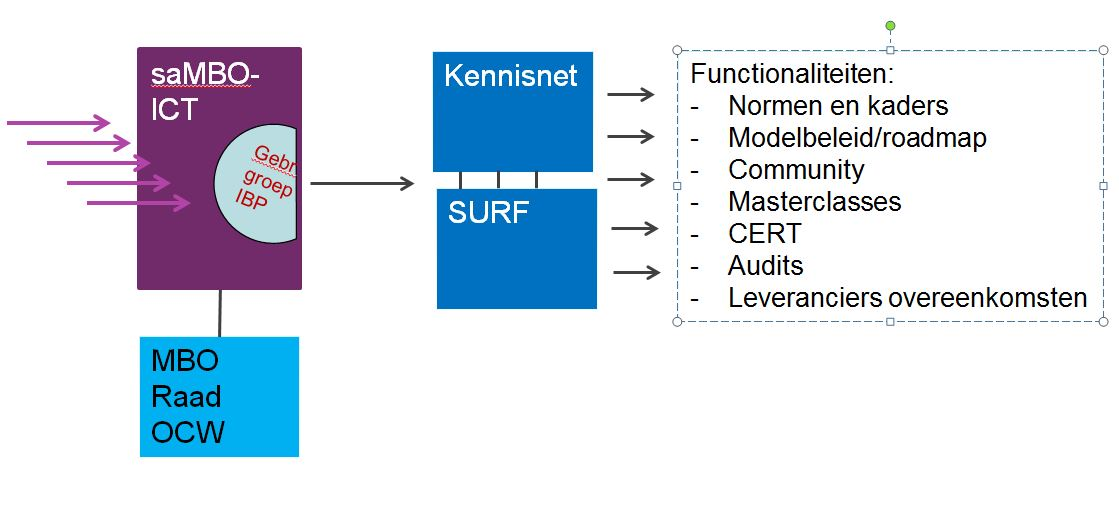 saMBO-
ICT
Gebr
groep
IBP
MBO
Raad
OCW
Kennisnet
SURF
Functionaliteiten:
- Normen en kaders
- Modelbeleid/roadmap
- Community
- Masterclasses
- CERT
- Audits
- Leveranciers overeenkomsten